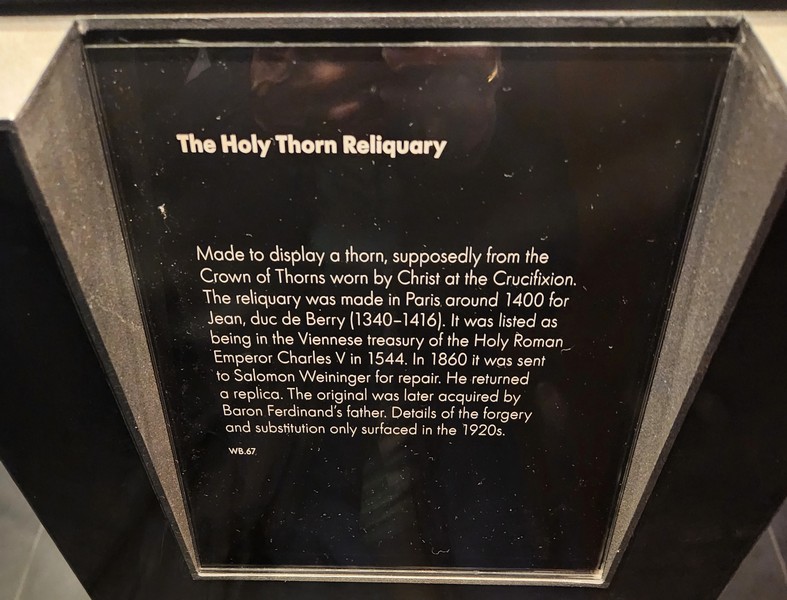 The Holy Thorn Reliquary
Made to display a thorn, supposedly from the
Crown of Thorns worn by Christ at the Crucifixion.
The reliquary was made in Paris around 1400 for
Jean, duc de Berry (1340–1416). It was listed as
being in the Viennese treasury of the Holy Roman
Emperor Charles V in 1544. In 1860 it was sent
to Salomon Weininger for repair. He returned
a replica. The original was later acquired by
Baron Ferdinand's father. Details of the forgery
and substitution only surfaced in the 1920s.
WB.67